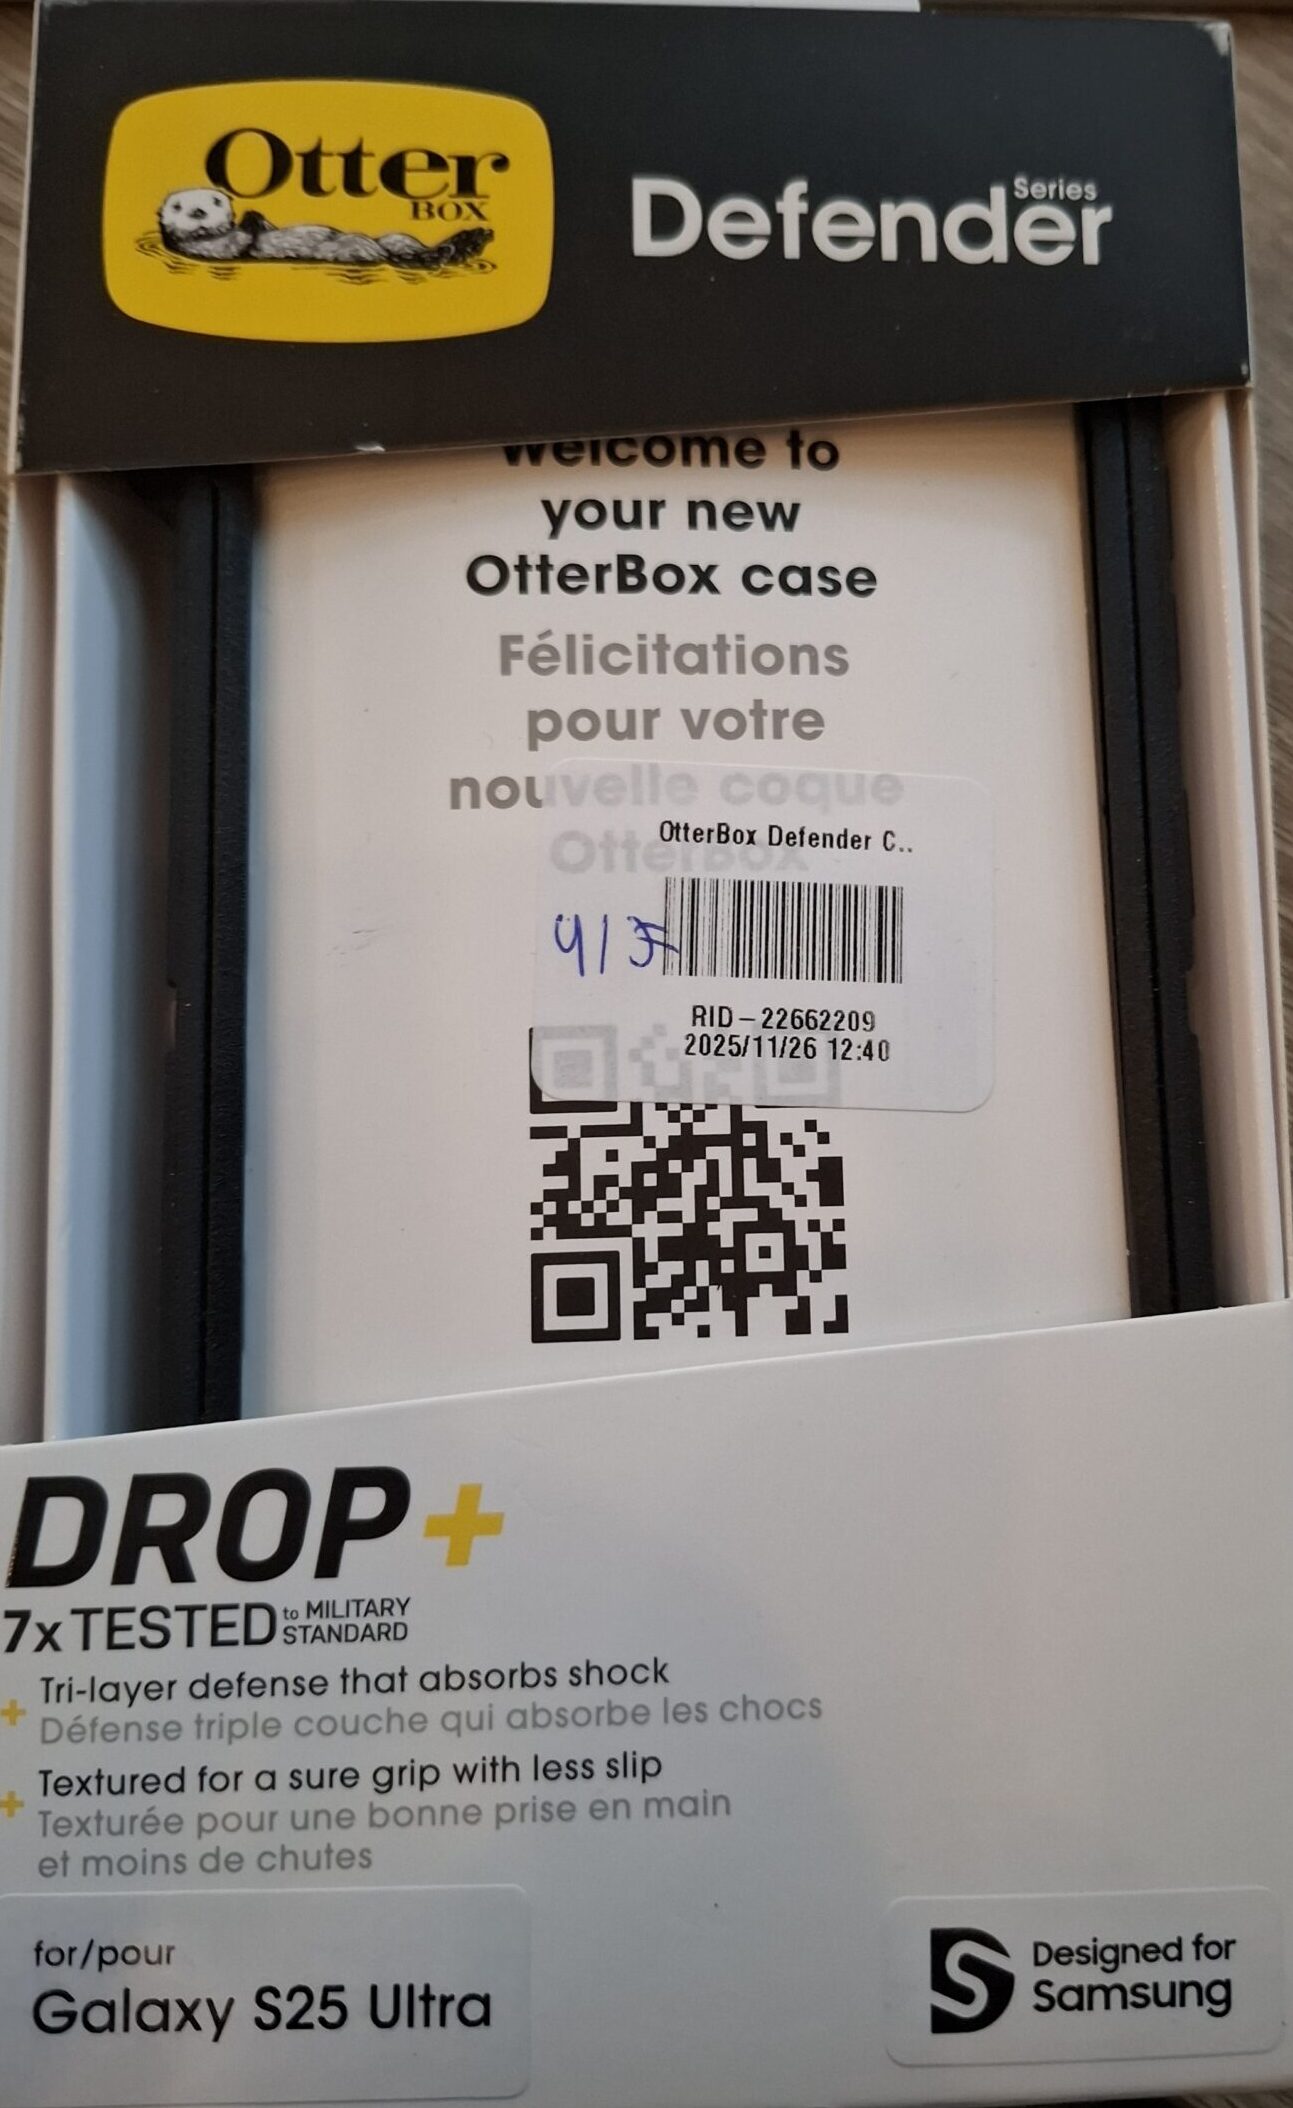 Otter
BOX
Defender Series
Welcome to
your new
OtterBox case
Félicitations
pour votre
nouvelle coque
OtterBox
OtterBox Defender C..
RID-22662209
2025/11/26 12:40
DROP+
7x TESTED to MILITARY STANDARD
+ Tri-layer defense that absorbs shock
Défense triple couche qui absorbe les chocs
+ Textured for a sure grip with less slip
Texturée pour une bonne prise en main
et moins de chutes
for/pour
Galaxy S25 Ultra
Designed for
Samsung